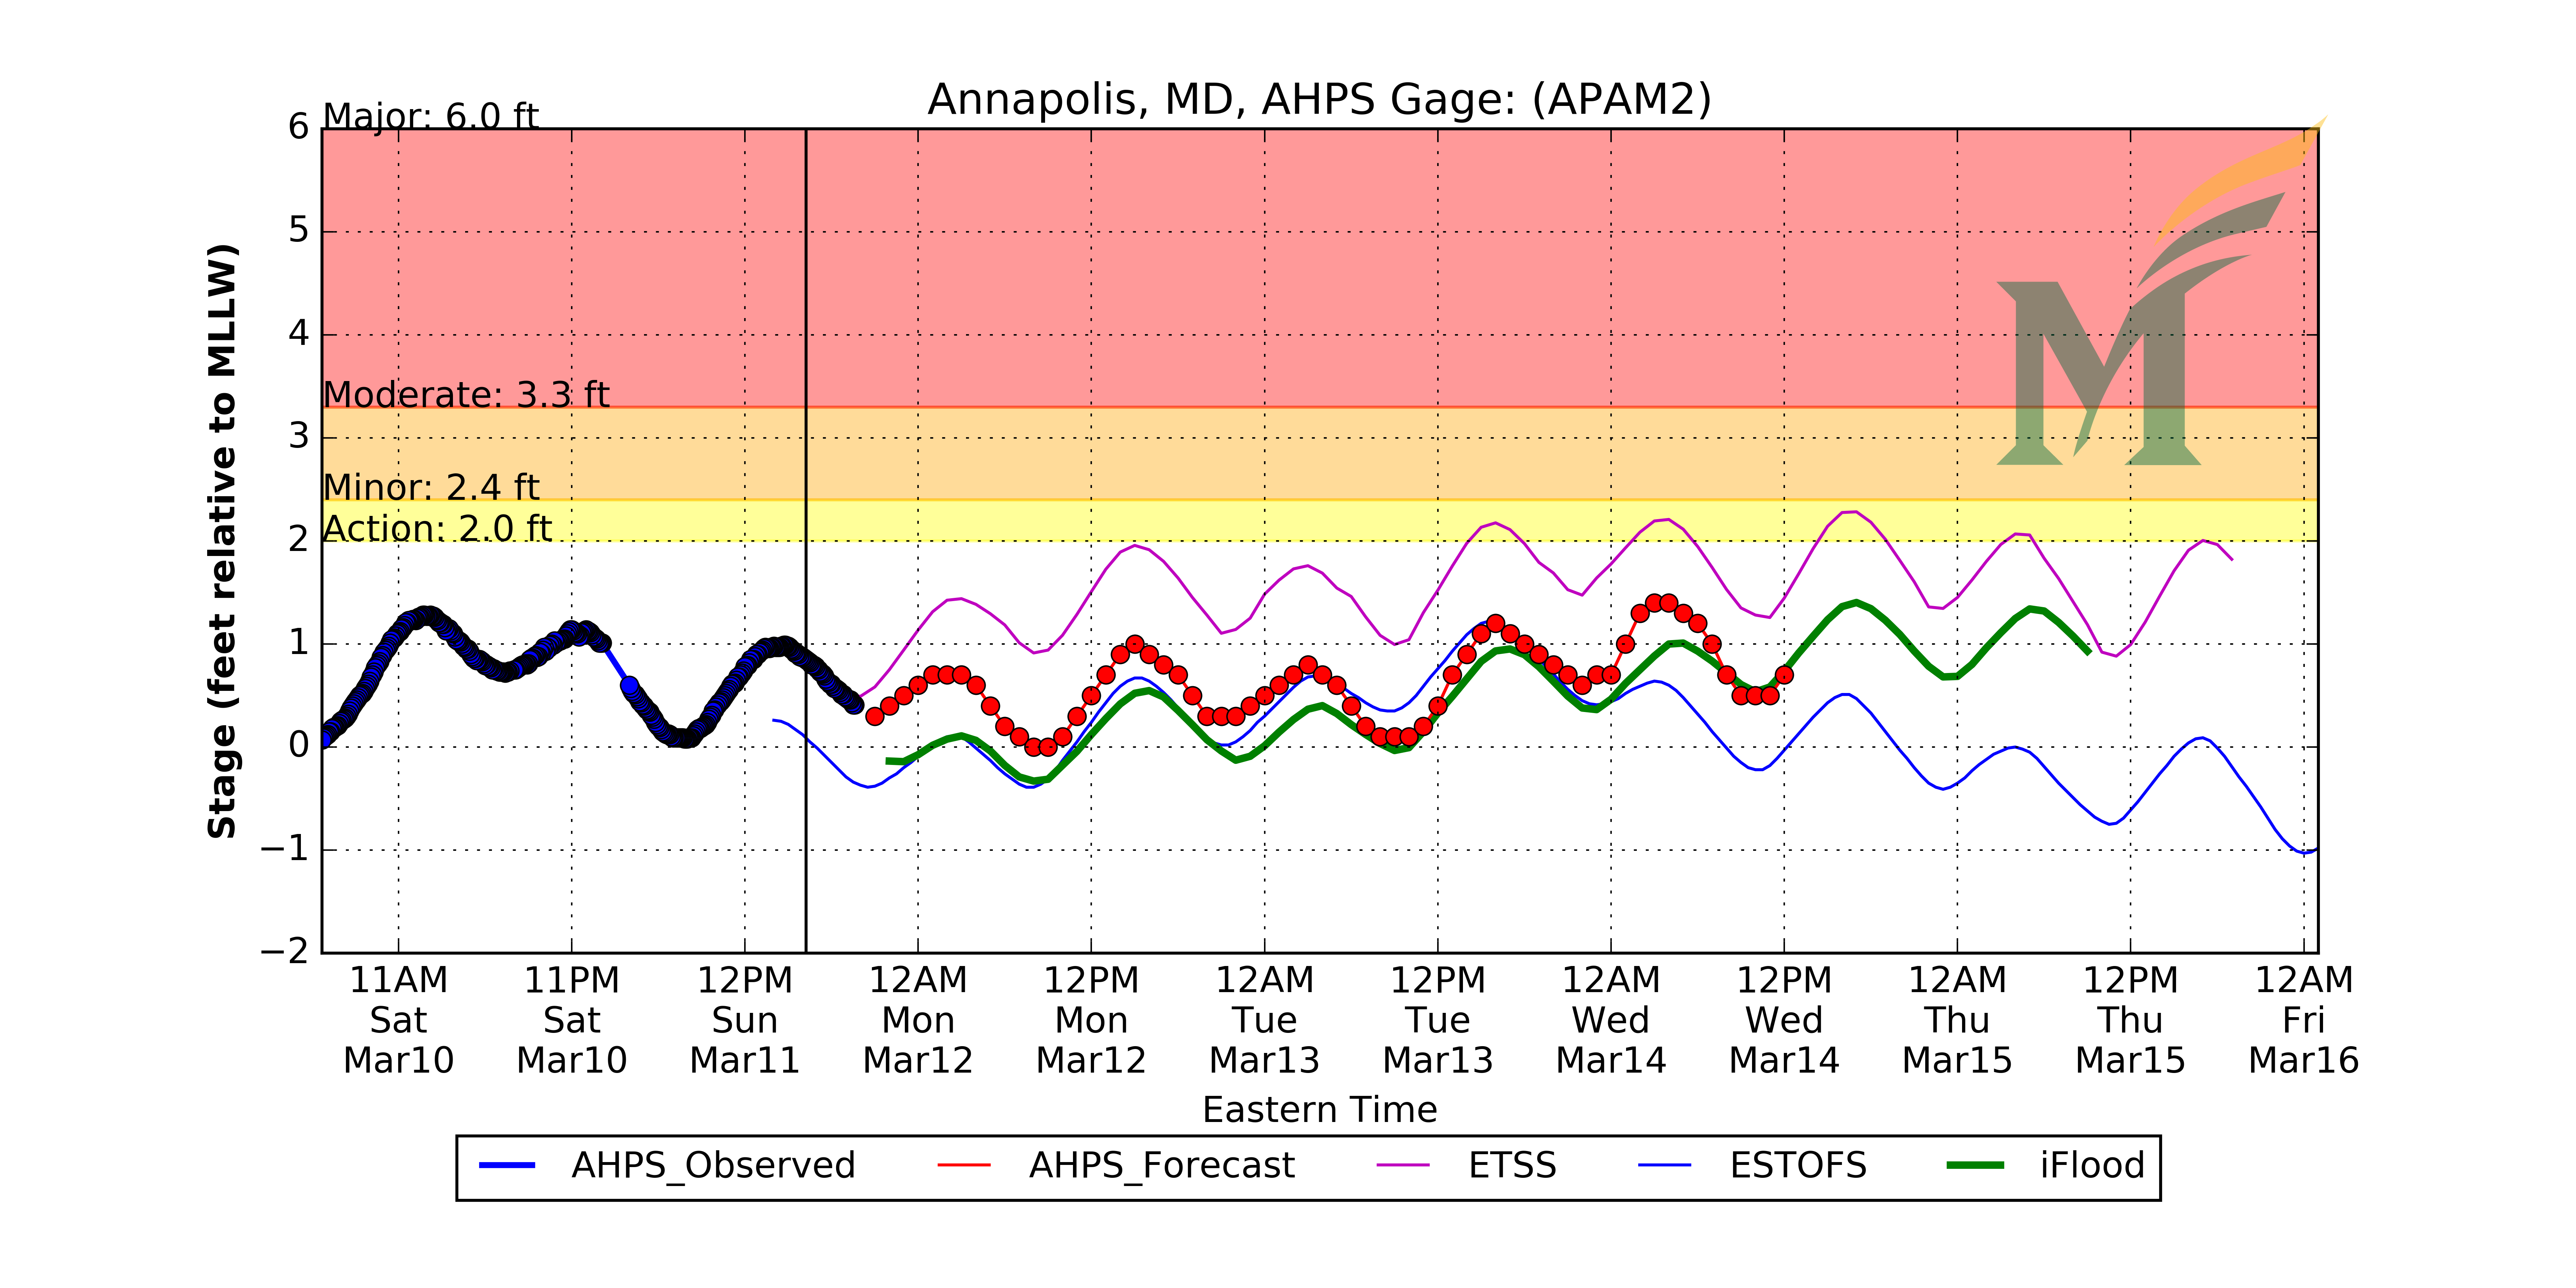 Annapolis, MD, AHPS Gage: (APAM2)
Major: 6.0 ft
Moderate: 3.3 ft
Minor: 2.4 ft
Action: 2.0 ft
Stage (feet relative to MLLW)
6
5
4
3
2
1
0
−1
−2
11AM 11PM 12PM 12AM 12PM 12AM 12PM 12AM 12PM 12AM 12PM 12AM
Sat Sat Sun Mon Mon Tue Tue Wed Wed Thu Thu Fri
Mar10 Mar10 Mar11 Mar12 Mar12 Mar13 Mar13 Mar14 Mar14 Mar15 Mar15 Mar16
Eastern Time
AHPS_Observed AHPS_Forecast ETSS ESTOFS iFlood
M